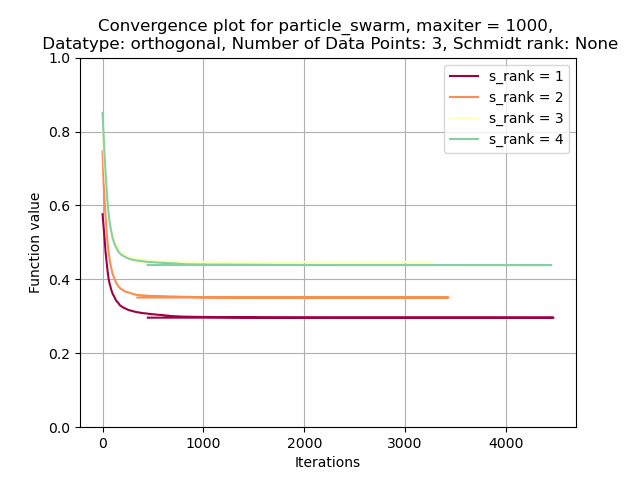 Convergence plot for particle_swarm, maxiter = 1000,
Datatype: orthogonal, Number of Data Points: 3, Schmidt rank: None
s_rank = 1
s_rank = 2
s_rank = 3
s_rank = 4
Function value
1.0
0.8
0.6
0.4
0.2
0.0
0 1000 2000 3000 4000
Iterations